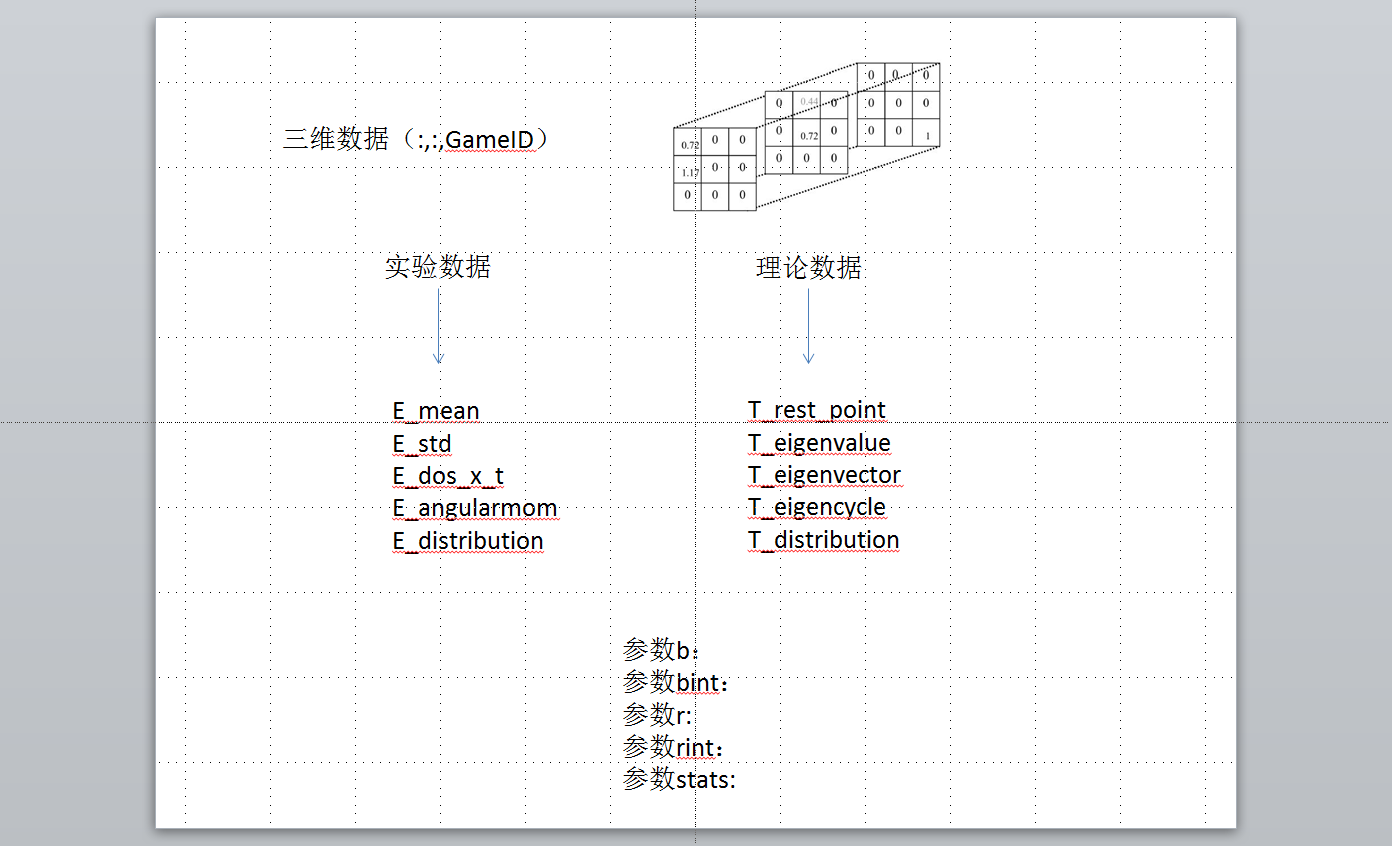 三维数据（:,:,GameID）
0 0 0
0 0 0
0 0 1
0 0.44 0
0 0.72 0
0 0 0
0.72 0 0
1.17 0 0
0 0 0
实验数据
理论数据
E_mean
E_std
E_dos_x_t
E_angularmom
E_distribution
T_rest_point
T_eigenvalue
T_eigenvector
T_eigencycle
T_distribution
参数b：
参数bint：
参数r:
参数rint：
参数stats: